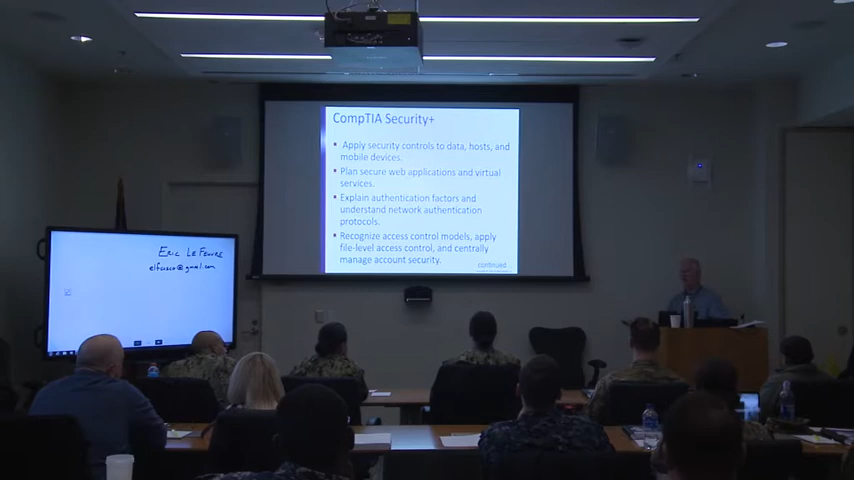 CompTIA Security+
▪ Apply security controls to data, hosts, and
mobile devices.
▪ Plan secure web applications and virtual
services.
▪ Explain authentication factors and
understand network authentication
protocols.
▪ Recognize access control models, apply
file-level access control, and centrally
manage account security.
continued
Eric LeFeuvre